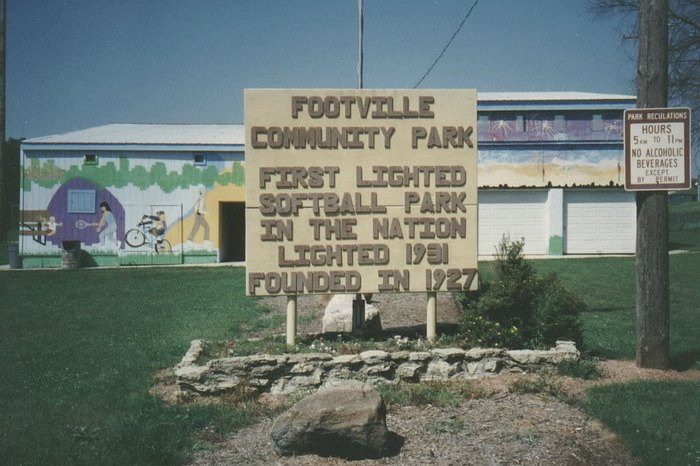 FOOTVILLE
COMMUNITY PARK
FIRST LIGHTED
SOFTBALL PARK
IN THE NATION
LIGHTED 1931
FOUNDED IN 1927
PARK REGULATIONS
HOURS
5AM TO 11PM
NO ALCOHOLIC
BEVERAGES
EXCEPT
BY PERMIT